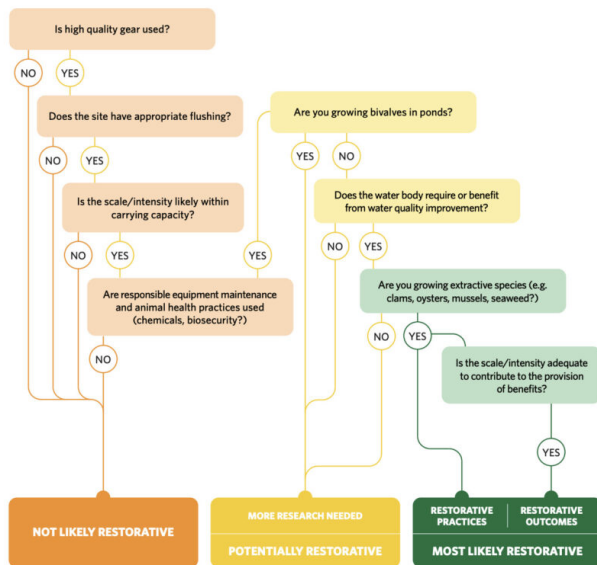 Is high quality gear used?
NO
YES
Does the site have appropriate flushing?
NO
YES
Is the scale/intensity likely within
carrying capacity?
NO
YES
Are responsible equipment maintenance
and animal health practices used
(chemicals, biosecurity?)
NO
YES
Are you growing bivalves in ponds?
YES
NO
Does the water body require or benefit
from water quality improvement?
NO
YES
Are you growing extractive species (e.g.
clams, oysters, mussels, seaweed?)
NO
YES
Is the scale/intensity adequate
to contribute to the provision
of benefits?
YES
NOT LIKELY RESTORATIVE
MORE RESEARCH NEEDED
POTENTIALLY RESTORATIVE
RESTORATIVE
PRACTICES
RESTORATIVE
OUTCOMES
MOST LIKELY RESTORATIVE